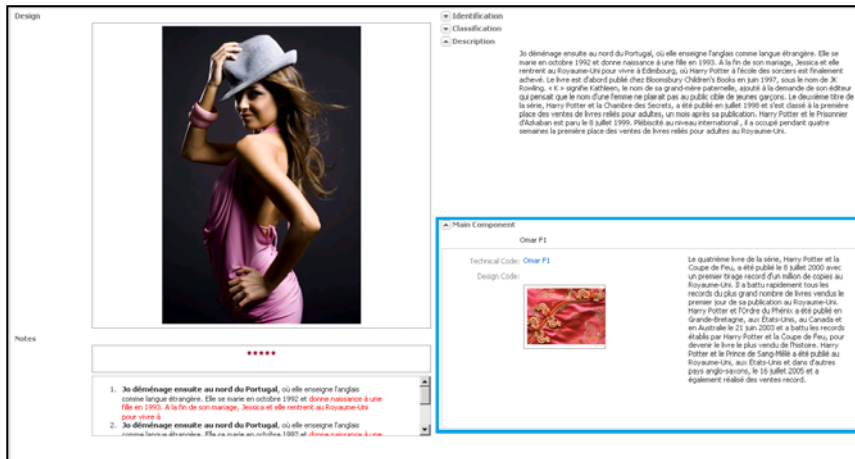 Design
Notes
*****
1. Jo déménage ensuite au nord du Portugal, où elle enseigne l'anglais
comme langue étrangère. Elle se marie en octobre 1992 et donne naissance à une
fille en 1993. A la fin de son mariage, Jessica et elle rentrent au Royaume-Uni
pour vivre à
2. Jo déménage ensuite au nord du Portugal, où elle enseigne l'anglais
comme langue étrangère. Elle se marie en octobre 1992 et donne naissance à une
Identification
Classification
Description
Jo déménage ensuite au nord du Portugal, où elle enseigne l'anglais comme langue étrangère. Elle se
marie en octobre 1992 et donne naissance à une fille en 1993. A la fin de son mariage, Jessica et elle
rentrent au Royaume-Uni pour vivre à Edimbourg, où Harry Potter à l'école des sorciers est finalement
achevé. Le livre est d'abord publié chez Bloomsbury Children's Books en juin 1997, sous le nom de JK
Rowling. « K » signifie Kathleen, le nom de sa grand-mère paternelle, ajouté à la demande de son éditeur
qui pensait que le nom d'une femme ne plairait pas au public cible de jeunes garçons. Le deuxième titre de
la série, Harry Potter et la Chambre des Secrets, a été publié en juillet 1998 et s'est classé à la première
place des ventes de livres reliés pour adultes, un mois après sa publication. Harry Potter et le Prisonnier
d'Azkaban est paru le 8 juillet 1999. Plébiscité au niveau international , il a occupé pendant quatre
semaines la première place des ventes de livres reliés pour adultes au Royaume-Uni.
Main Component
Omar F1
Technical Code: Omar F1
Design Code:
Le quatrième livre de la série, Harry Potter et la
Coupe de Feu, a été publié le 8 juillet 2000 avec
un premier tirage record d'un million de copies au
Royaume-Uni. Il a battu rapidement tous les
records du plus grand nombre de livres vendus le
premier jour de sa publication au Royaume-Uni.
Harry Potter et l'Ordre du Phénix a été publié en
Grande-Bretagne, aux États-Unis, au Canada et
en Australie le 21 juin 2003 et a battu les records
établis par Harry Potter et la Coupe de Feu, pour
devenir le livre le plus vendu de l'histoire. Harry
Potter et le Prince de Sang-Mêlé a été publié au
Royaume-Uni, aux États-Unis et dans d'autres
pays anglo-saxons, le 16 juillet 2005 et a
également réalisé des ventes record.